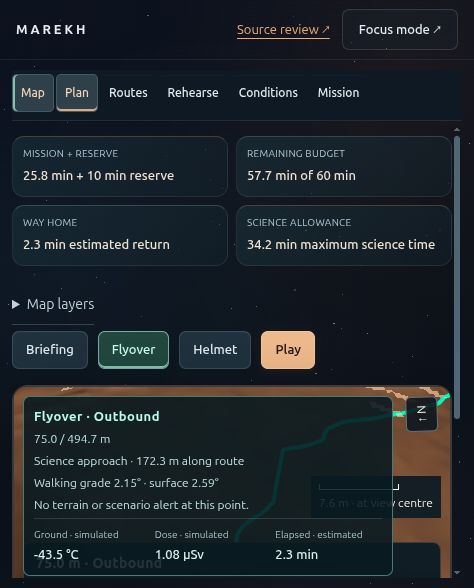 MAREKH
Source review ↗
Focus mode ↗
Map Plan Routes Rehearse Conditions Mission
MISSION + RESERVE
25.8 min + 10 min reserve
REMAINING BUDGET
57.7 min of 60 min
WAY HOME
2.3 min estimated return
SCIENCE ALLOWANCE
34.2 min maximum science time
▶ Map layers
Briefing Flyover Helmet Play
Flyover · Outbound
75.0 / 494.7 m
Science approach · 172.3 m along route
Walking grade 2.15° · surface 2.59°
No terrain or scenario alert at this point.
Ground · simulated
-43.5 °C
Dose · simulated
1.08 µSv
Elapsed · estimated
2.3 min
N
↑
7.6 m · at view centre
75.0 m · Outbound